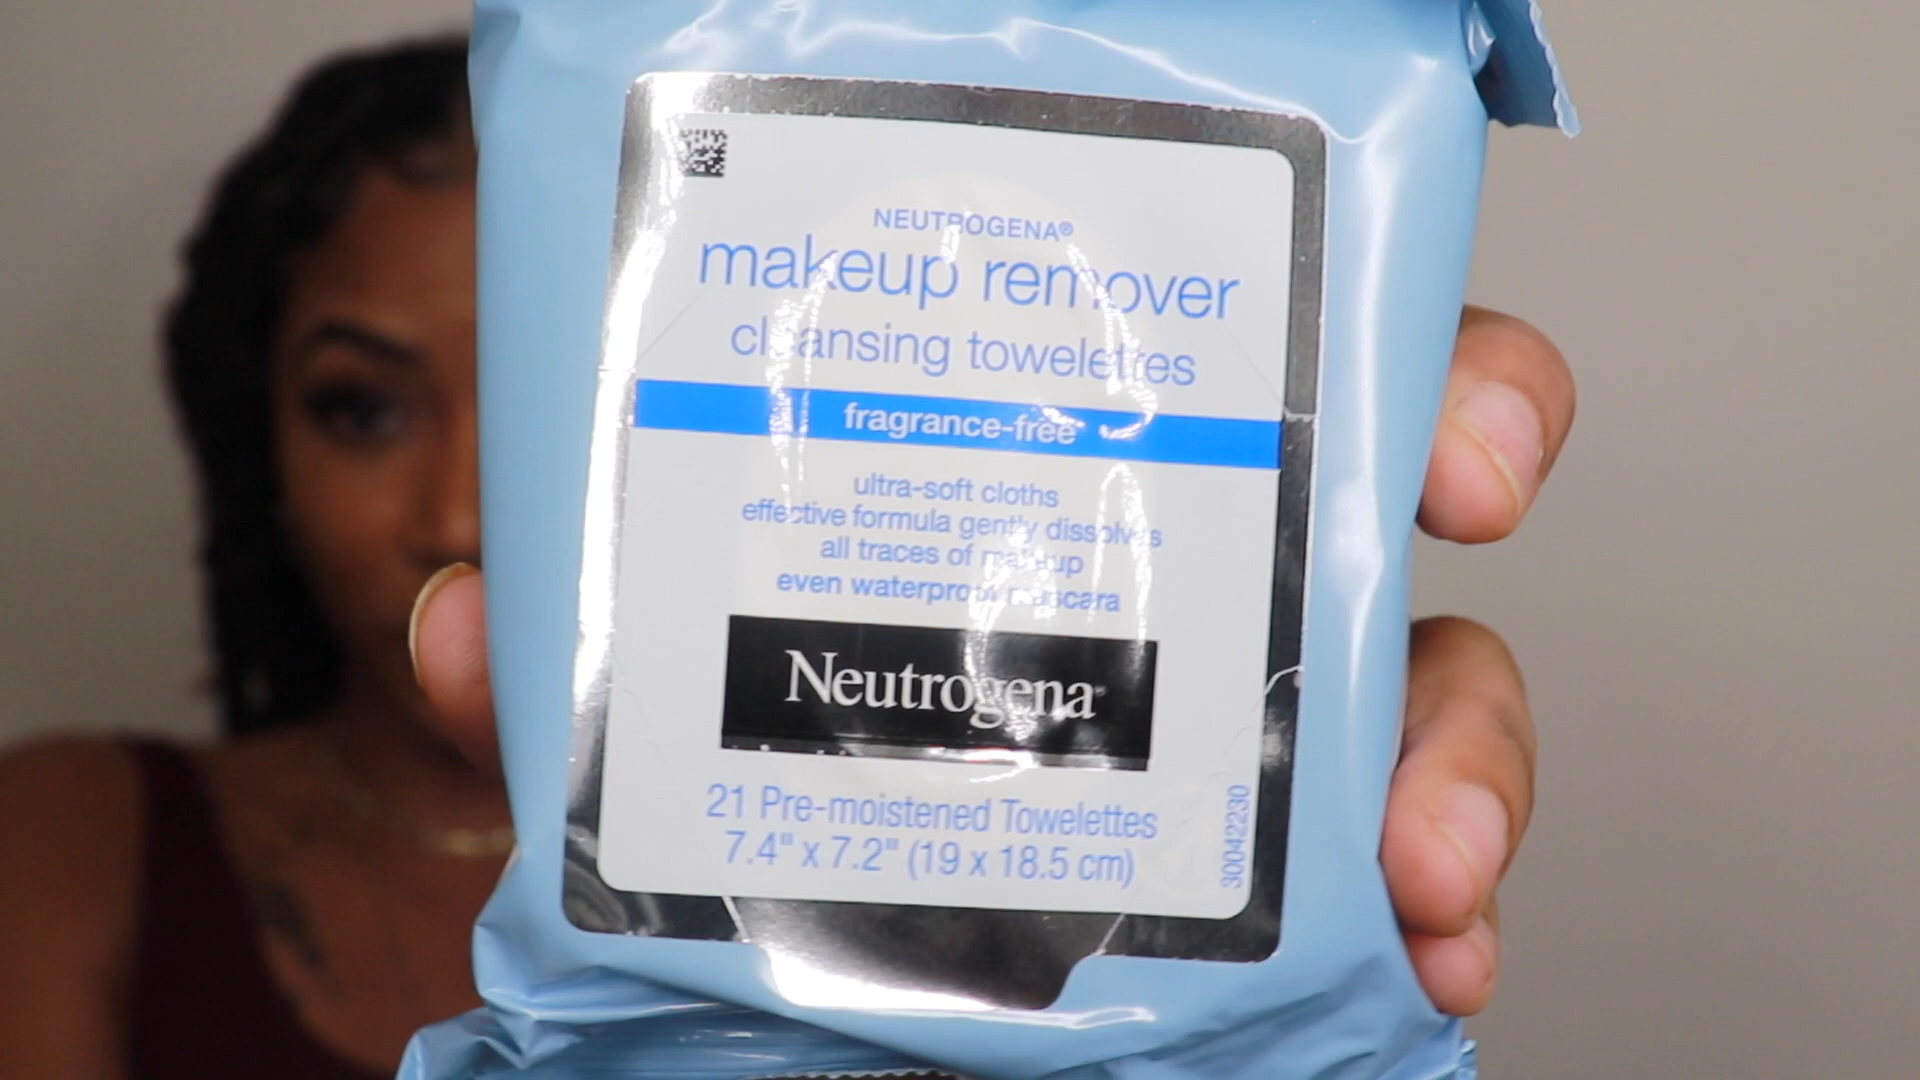 NEUTROGENA®
makeup remover
cleansing towelettes
fragrance-free
ultra-soft cloths
effective formula gently dissolves
all traces of makeup
even waterproof mascara
Neutrogena®
21 Pre-moistened Towelettes
7.4" x 7.2" (19 x 18.5 cm)
30042230